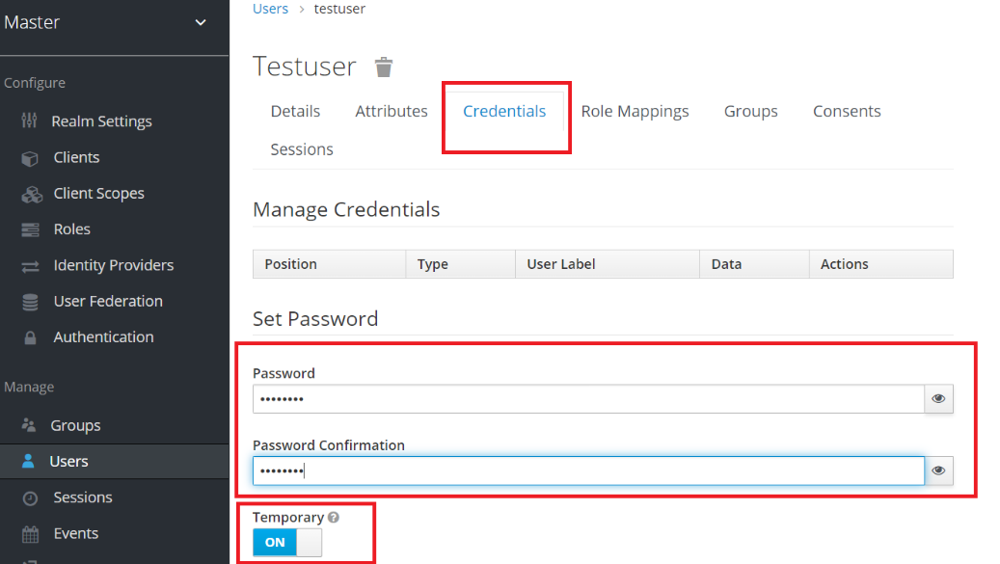 Master
Configure
Realm Settings
Clients
Client Scopes
Roles
Identity Providers
User Federation
Authentication
Manage
Groups
Users
Sessions
Events
Users > testuser
Testuser
Details Attributes Credentials Role Mappings Groups Consents
Sessions
Manage Credentials
Position Type User Label Data Actions
Set Password
Password
••••••••
Password Confirmation
••••••••
Temporary ?
ON